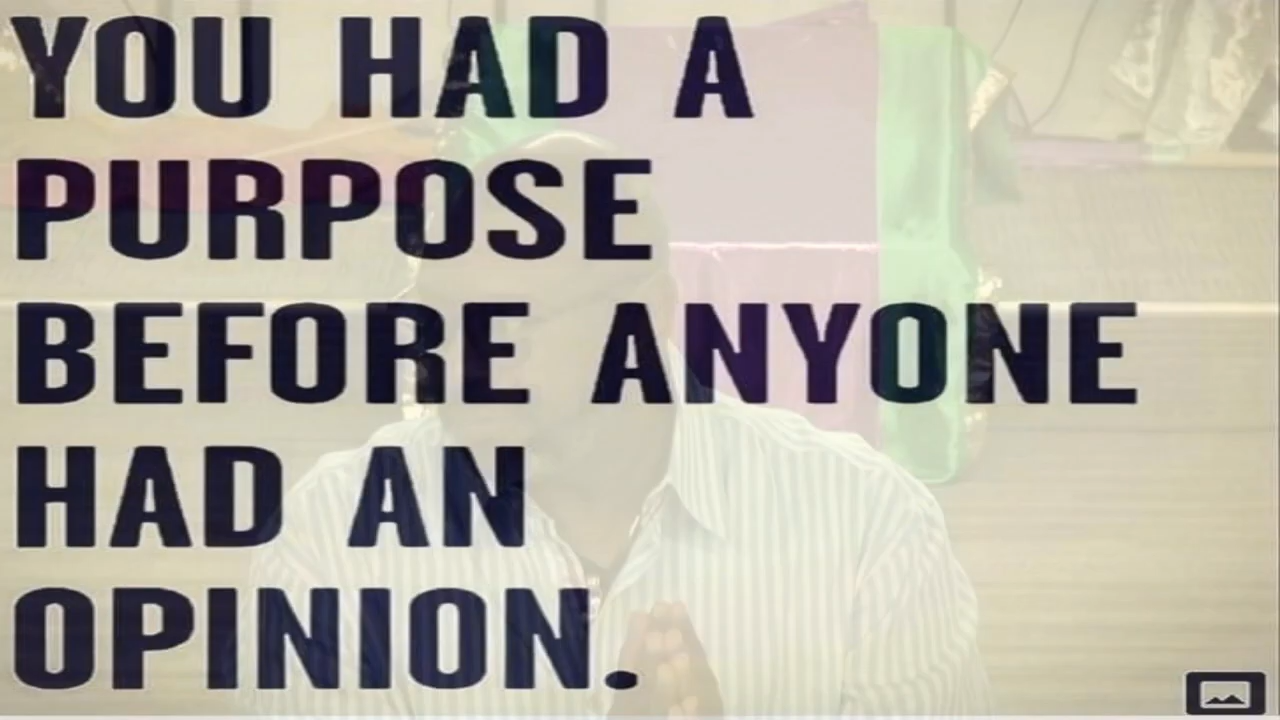 YOU HAD A
PURPOSE
BEFORE ANYONE
HAD AN
OPINION.